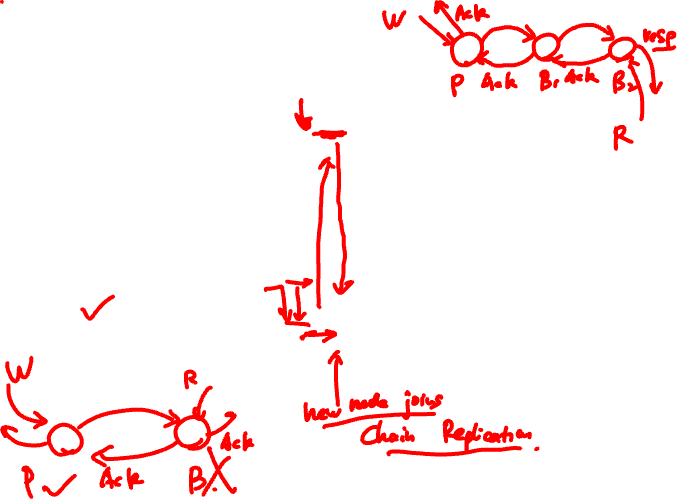 W Ack
resp
P Ack B1 Ack B2
R
W R
Ack
P Ack B
new node joins
Chain Replication.